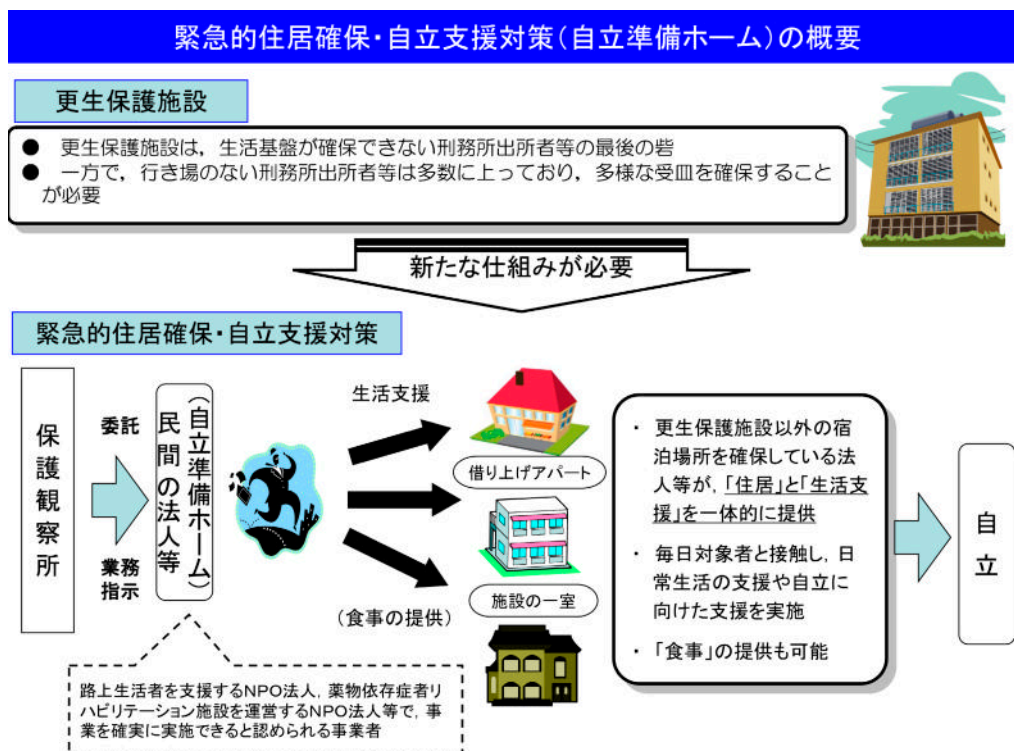 緊急的住居確保・自立支援対策(自立準備ホーム)の概要
更生保護施設
● 更生保護施設は,生活基盤が確保できない刑務所出所者等の最後の砦
● 一方で,行き場のない刑務所出所者等は多数に上っており,多様な受皿を確保すること
が必要
新たな仕組みが必要
緊急的住居確保・自立支援対策
保護観察所
委託
業務
指示
民間の法人等
(自立準備ホーム)
生活支援
(食事の提供)
借り上げアパート
施設の一室
・ 更生保護施設以外の宿
泊場所を確保している法
人等が,「住居」と「生活支
援」を一体的に提供
・ 毎日対象者と接触し,日
常生活の支援や自立に
向けた支援を実施
・ 「食事」の提供も可能
自立
路上生活者を支援するNPO法人,薬物依存症者リ
ハビリテーション施設を運営するNPO法人等で,事
業を確実に実施できると認められる事業者